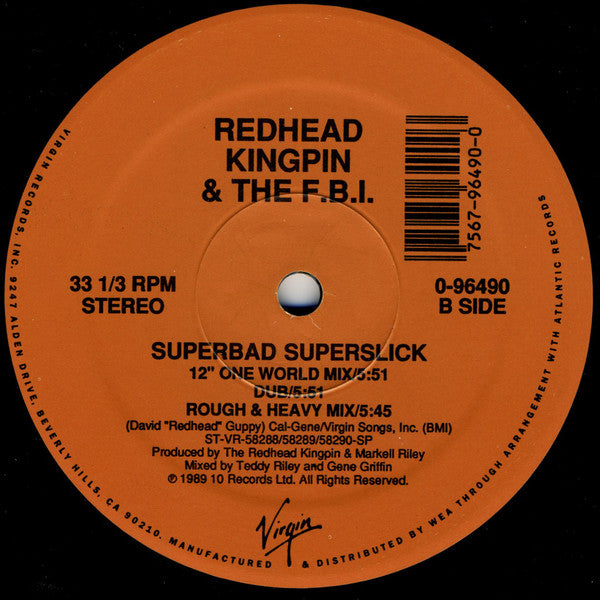 REDHEAD
KINGPIN
& THE F.B.I.
7567-96490-0
33 1/3 RPM
STEREO
0-96490
B SIDE
SUPERBAD SUPERSLICK
12" ONE WORLD MIX/5:51
DUB/5:51
ROUGH & HEAVY MIX/5:45
(David "Redhead" Guppy) Cal-Gene/Virgin Songs, Inc. (BMI)
ST-VR-58288/58289/58290-SP
Produced by The Redhead Kingpin & Markell Riley
Mixed by Teddy Riley and Gene Griffin
℗ 1989 10 Records Ltd. All Rights Reserved.
Virgin
VIRGIN RECORDS, INC. 9247 ALDEN DRIVE, BEVERLY HILLS, CA 90210. MANUFACTURED & DISTRIBUTED BY WEA THROUGH ARRANGEMENT WITH ATLANTIC RECORDS